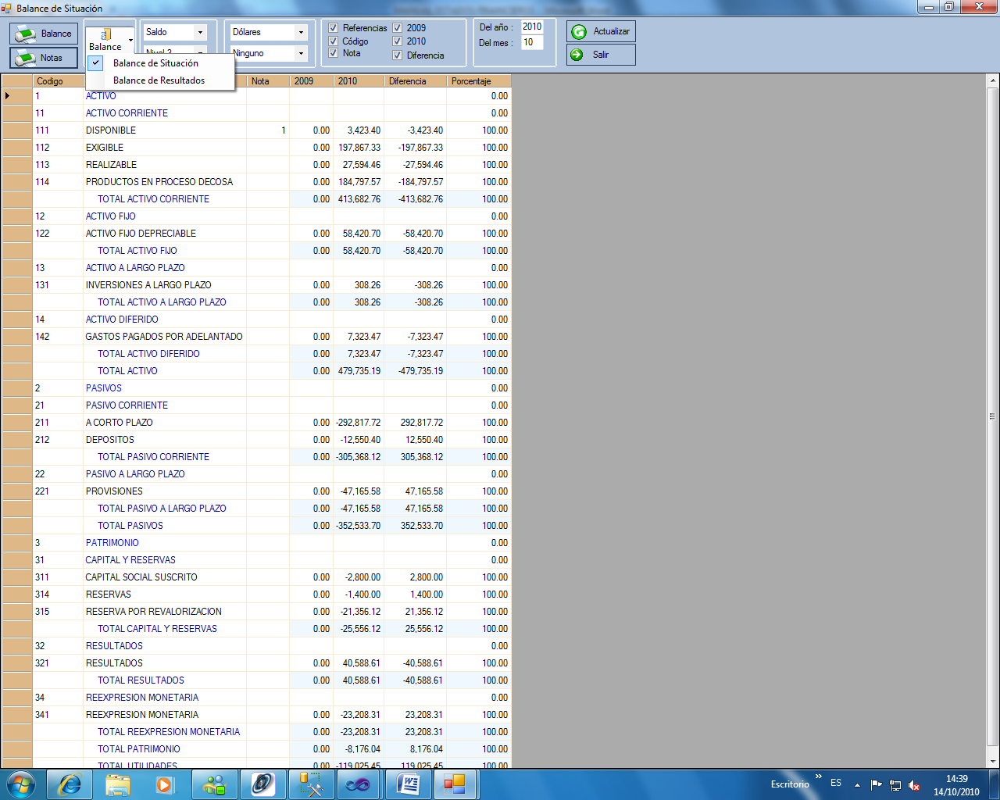 Balance de Situación
Balance
Notas
Balance
Saldo
Dólares
Ninguno
Referencias
Código
Nota
2009
2010
Diferencia
Del año : 2010
Del mes : 10
Actualizar
Salir
Balance de Situación
Balance de Resultados
Codigo Nota 2009 2010 Diferencia Porcentaje
1 ACTIVO 0.00
11 ACTIVO CORRIENTE 0.00
111 DISPONIBLE 1 0.00 3,423.40 -3,423.40 100.00
112 EXIGIBLE 0.00 197,867.33 -197,867.33 100.00
113 REALIZABLE 0.00 27,594.46 -27,594.46 100.00
114 PRODUCTOS EN PROCESO DECOSA 0.00 184,797.57 -184,797.57 100.00
TOTAL ACTIVO CORRIENTE 0.00 413,682.76 -413,682.76 100.00
12 ACTIVO FIJO 0.00
122 ACTIVO FIJO DEPRECIABLE 0.00 58,420.70 -58,420.70 100.00
TOTAL ACTIVO FIJO 0.00 58,420.70 -58,420.70 100.00
13 ACTIVO A LARGO PLAZO 0.00
131 INVERSIONES A LARGO PLAZO 0.00 308.26 -308.26 100.00
TOTAL ACTIVO A LARGO PLAZO 0.00 308.26 -308.26 100.00
14 ACTIVO DIFERIDO 0.00
142 GASTOS PAGADOS POR ADELANTADO 0.00 7,323.47 -7,323.47 100.00
TOTAL ACTIVO DIFERIDO 0.00 7,323.47 -7,323.47 100.00
TOTAL ACTIVO 0.00 479,735.19 -479,735.19 100.00
2 PASIVOS 0.00
21 PASIVO CORRIENTE 0.00
211 A CORTO PLAZO 0.00 -292,817.72 292,817.72 100.00
212 DEPOSITOS 0.00 -12,550.40 12,550.40 100.00
TOTAL PASIVO CORRIENTE 0.00 -305,368.12 305,368.12 100.00
22 PASIVO A LARGO PLAZO 0.00
221 PROVISIONES 0.00 -47,165.58 47,165.58 100.00
TOTAL PASIVO A LARGO PLAZO 0.00 -47,165.58 47,165.58 100.00
TOTAL PASIVOS 0.00 -352,533.70 352,533.70 100.00
3 PATRIMONIO 0.00
31 CAPITAL Y RESERVAS 0.00
311 CAPITAL SOCIAL SUSCRITO 0.00 -2,800.00 2,800.00 100.00
314 RESERVAS 0.00 -1,400.00 1,400.00 100.00
315 RESERVA POR REVALORIZACION 0.00 -21,356.12 21,356.12 100.00
TOTAL CAPITAL Y RESERVAS 0.00 -25,556.12 25,556.12 100.00
32 RESULTADOS 0.00
321 RESULTADOS 0.00 40,588.61 -40,588.61 100.00
TOTAL RESULTADOS 0.00 40,588.61 -40,588.61 100.00
34 REEXPRESION MONETARIA 0.00
341 REEXPRESION MONETARIA 0.00 -23,208.31 23,208.31 100.00
TOTAL REEXPRESION MONETARIA 0.00 -23,208.31 23,208.31 100.00
TOTAL PATRIMONIO 0.00 -8,176.04 8,176.04 100.00
TOTAL UTILIDADES 0.00 -119,025.45 119,025.45 100.00
Escritorio ES 14:39
14/10/2010